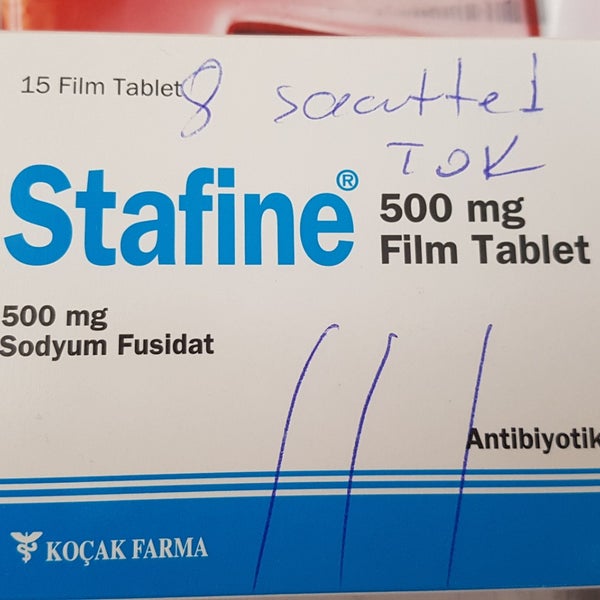 15 Film Tablet
8 saatte 1
TOK
Stafine®
500 mg
Film Tablet
500 mg
Sodyum Fusidat
Antibiyotik
KOÇAK FARMA